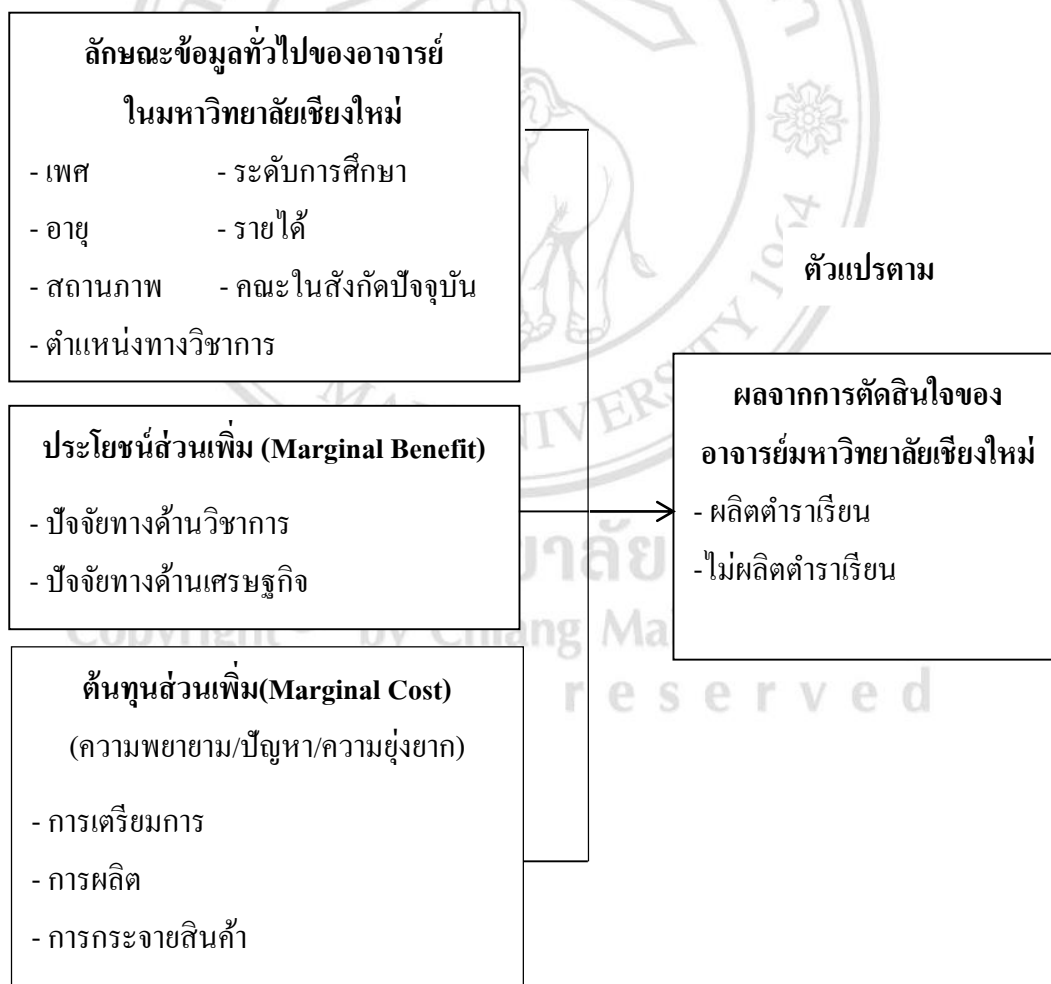 ลักษณะข้อมูลทั่วไปของอาจารย์
ในมหาวิทยาลัยเชียงใหม่
- เพศ - ระดับการศึกษา
- อายุ - รายได้
- สถานภาพ - คณะในสังกัดปัจจุบัน
- ตำแหน่งทางวิชาการ
ประโยชน์ส่วนเพิ่ม (Marginal Benefit)
- ปัจจัยทางด้านวิชาการ
- ปัจจัยทางด้านเศรษฐกิจ
ต้นทุนส่วนเพิ่ม(Marginal Cost)
(ความพยายาม/ปัญหา/ความยุ่งยาก)
- การเตรียมการ
- การผลิต
- การกระจายสินค้า
ตัวแปรตาม
ผลจากการตัดสินใจของ
อาจารย์มหาวิทยาลัยเชียงใหม่
- ผลิตตำราเรียน
-ไม่ผลิตตำราเรียน
1964
reserved